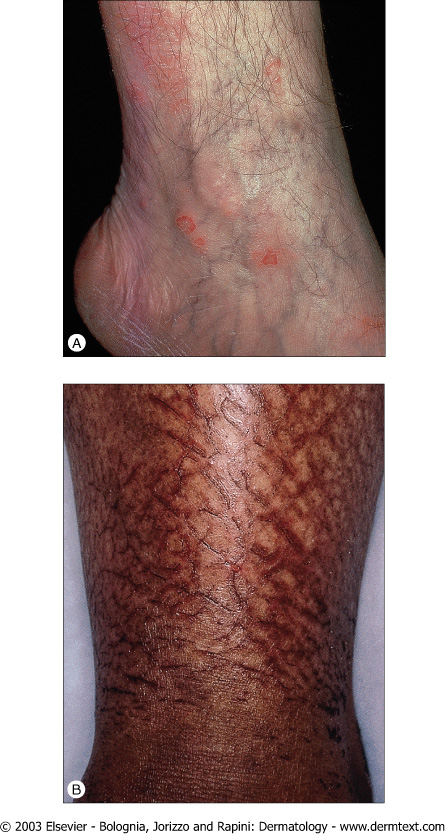 A
B
© 2003 Elsevier - Bolognia, Jorizzo and Rapini: Dermatology - www.dermtext.com